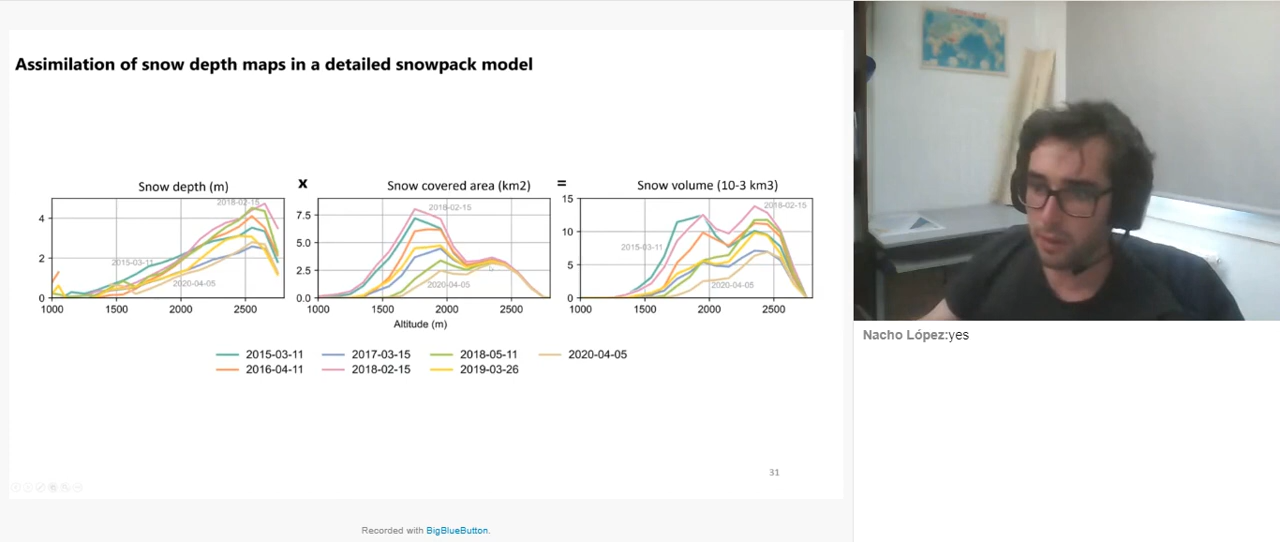 Assimilation of snow depth maps in a detailed snowpack model
Snow depth (m)
x
Snow covered area (km2)
=
Snow volume (10-3 km3)
2018-02-15
2015-03-11
2020-04-05
4
2
0
1000 1500 2000 2500
2018-02-15
2020-04-05
7.5
5.0
2.5
0.0
1000 1500 2000 2500
Altitude (m)
2018-02-15
2015-03-11
2020-04-05
15
10
5
0
1000 1500 2000 2500
2015-03-11 2017-03-15 2018-05-11 2020-04-05
2016-04-11 2018-02-15 2019-03-26
31
Recorded with BigBlueButton.
Nacho López:yes